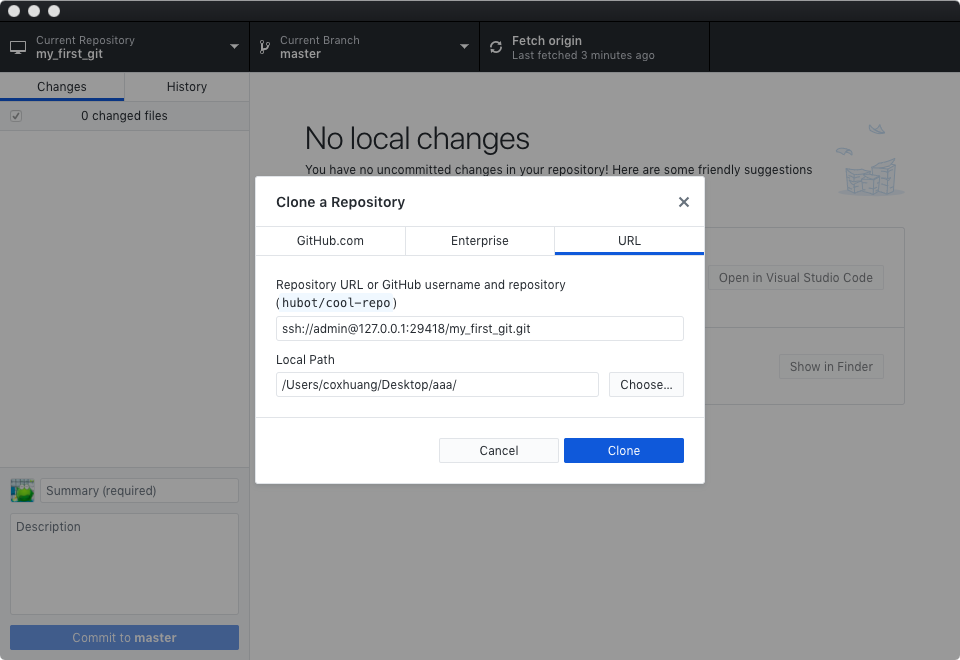 Current Repository
my_first_git
Current Branch
master
Fetch origin
Last fetched 3 minutes ago
Changes
History
0 changed files
No local changes
You have no uncommitted changes in your repository! Here are some friendly suggestions
Clone a Repository
GitHub.com
Enterprise
URL
Repository URL or GitHub username and repository
(hubot/cool-repo)
ssh://admin@127.0.0.1:29418/my_first_git.git
Local Path
/Users/coxhuang/Desktop/aaa/
Choose...
Cancel
Clone
Open in Visual Studio Code
Show in Finder
Summary (required)
Description
Commit to master